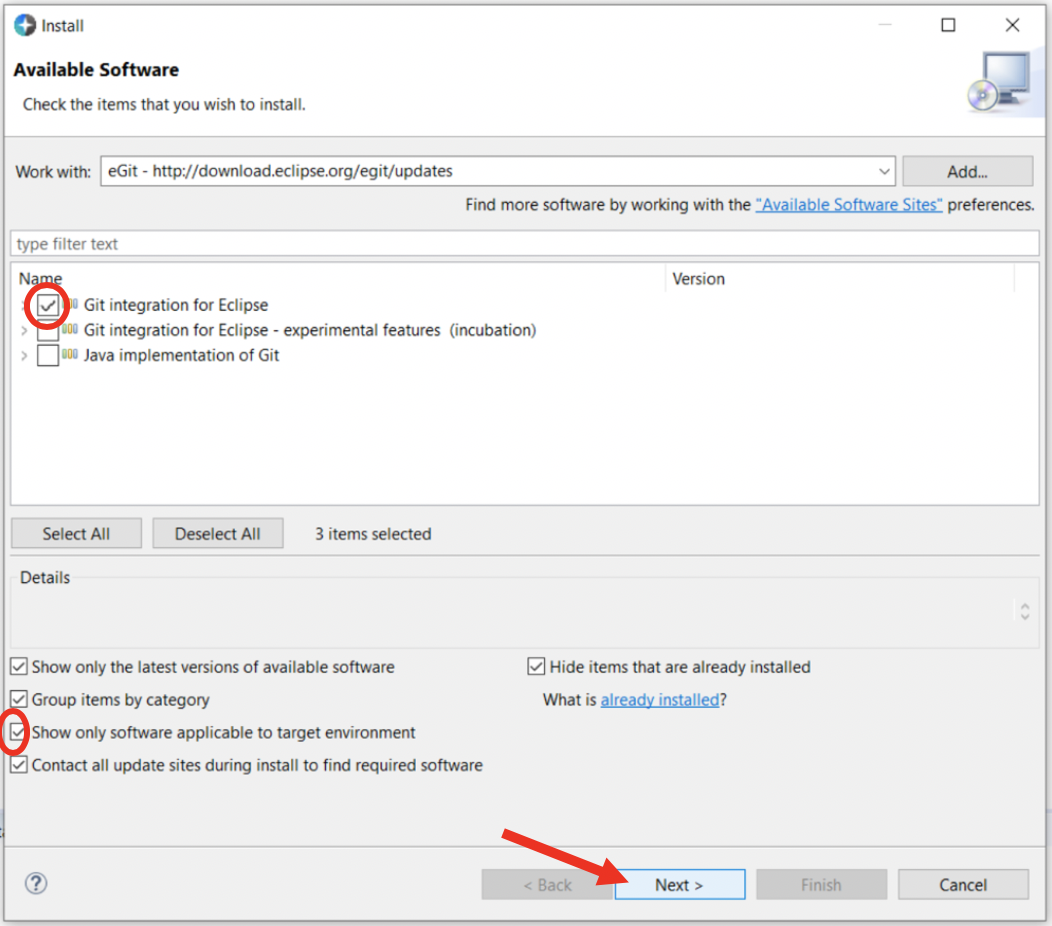 Install
Available Software
Check the items that you wish to install.
Work with: eGit - http://download.eclipse.org/egit/updates Add...
Find more software by working with the "Available Software Sites" preferences.
type filter text
Name Version
Git integration for Eclipse
Git integration for Eclipse - experimental features (incubation)
Java implementation of Git
Select All Deselect All 3 items selected
Details
Show only the latest versions of available software Hide items that are already installed
Group items by category What is already installed?
Show only software applicable to target environment
Contact all update sites during install to find required software
? < Back Next > Finish Cancel